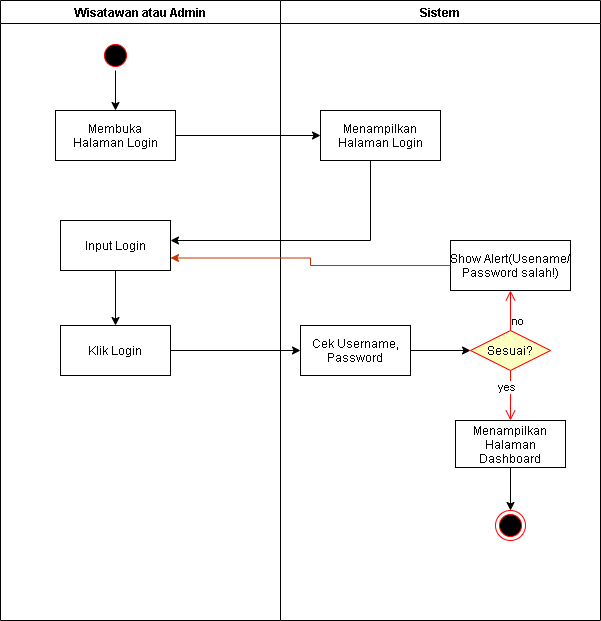 Wisatawan atau Admin
Sistem
Membuka
Halaman Login
Menampilkan
Halaman Login
Input Login
Show Alert(Usename/
Password salah!)
no
Klik Login
Cek Username,
Password
Sesuai?
yes
Menampilkan
Halaman
Dashboard